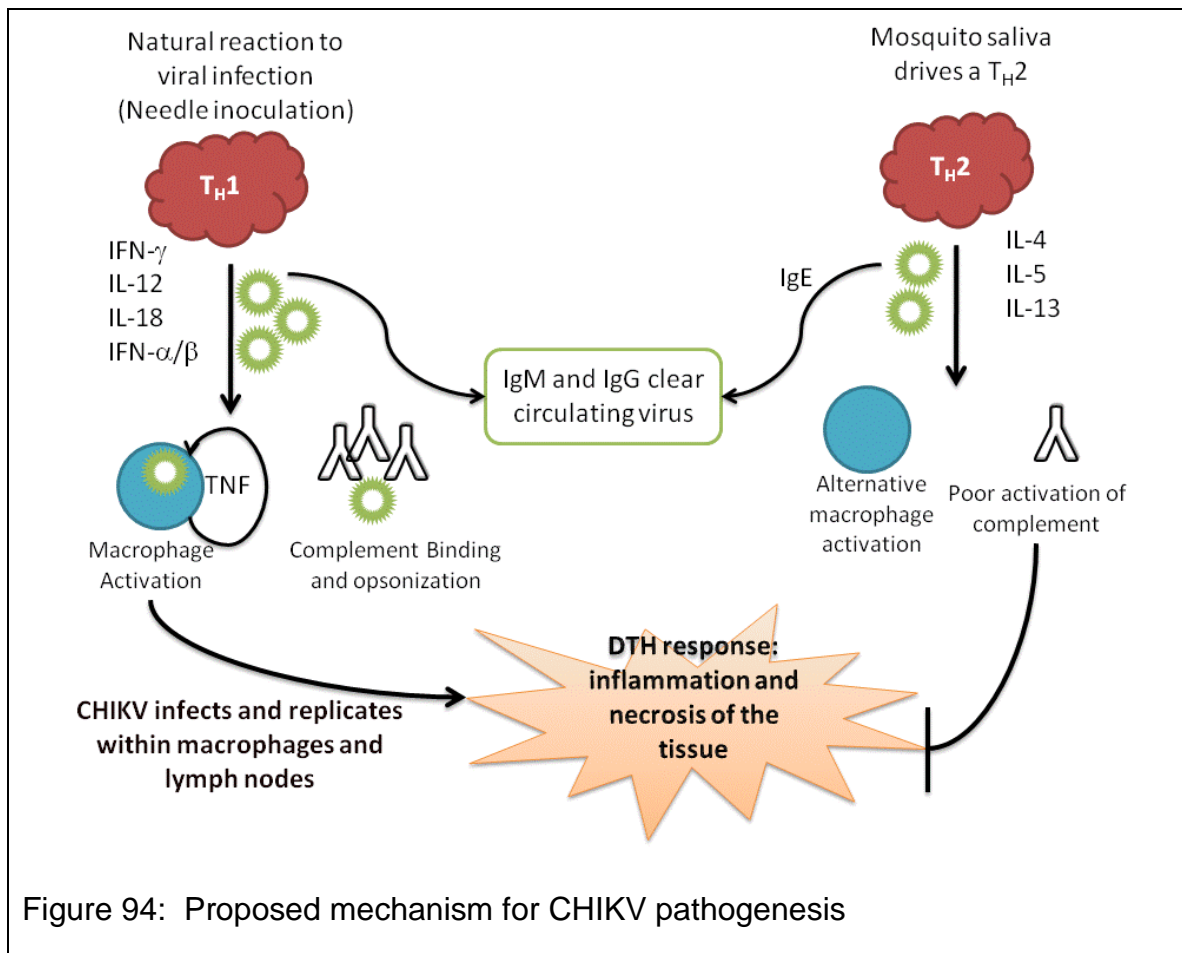 Natural reaction to
viral infection
(Needle inoculation)
Mosquito saliva
drives a TH2
TH1
TH2
IFN-γ
IL-12
IL-18
IFN-α/β
IgE
IL-4
IL-5
IL-13
IgM and IgG clear
circulating virus
TNF
Macrophage
Activation
Complement Binding
and opsonization
Alternative
macrophage
activation
Poor activation of
complement
DTH response:
inflammation and
necrosis of the
tissue
CHIKV infects and replicates
within macrophages and
lymph nodes
Figure 94:  Proposed mechanism for CHIKV pathogenesis